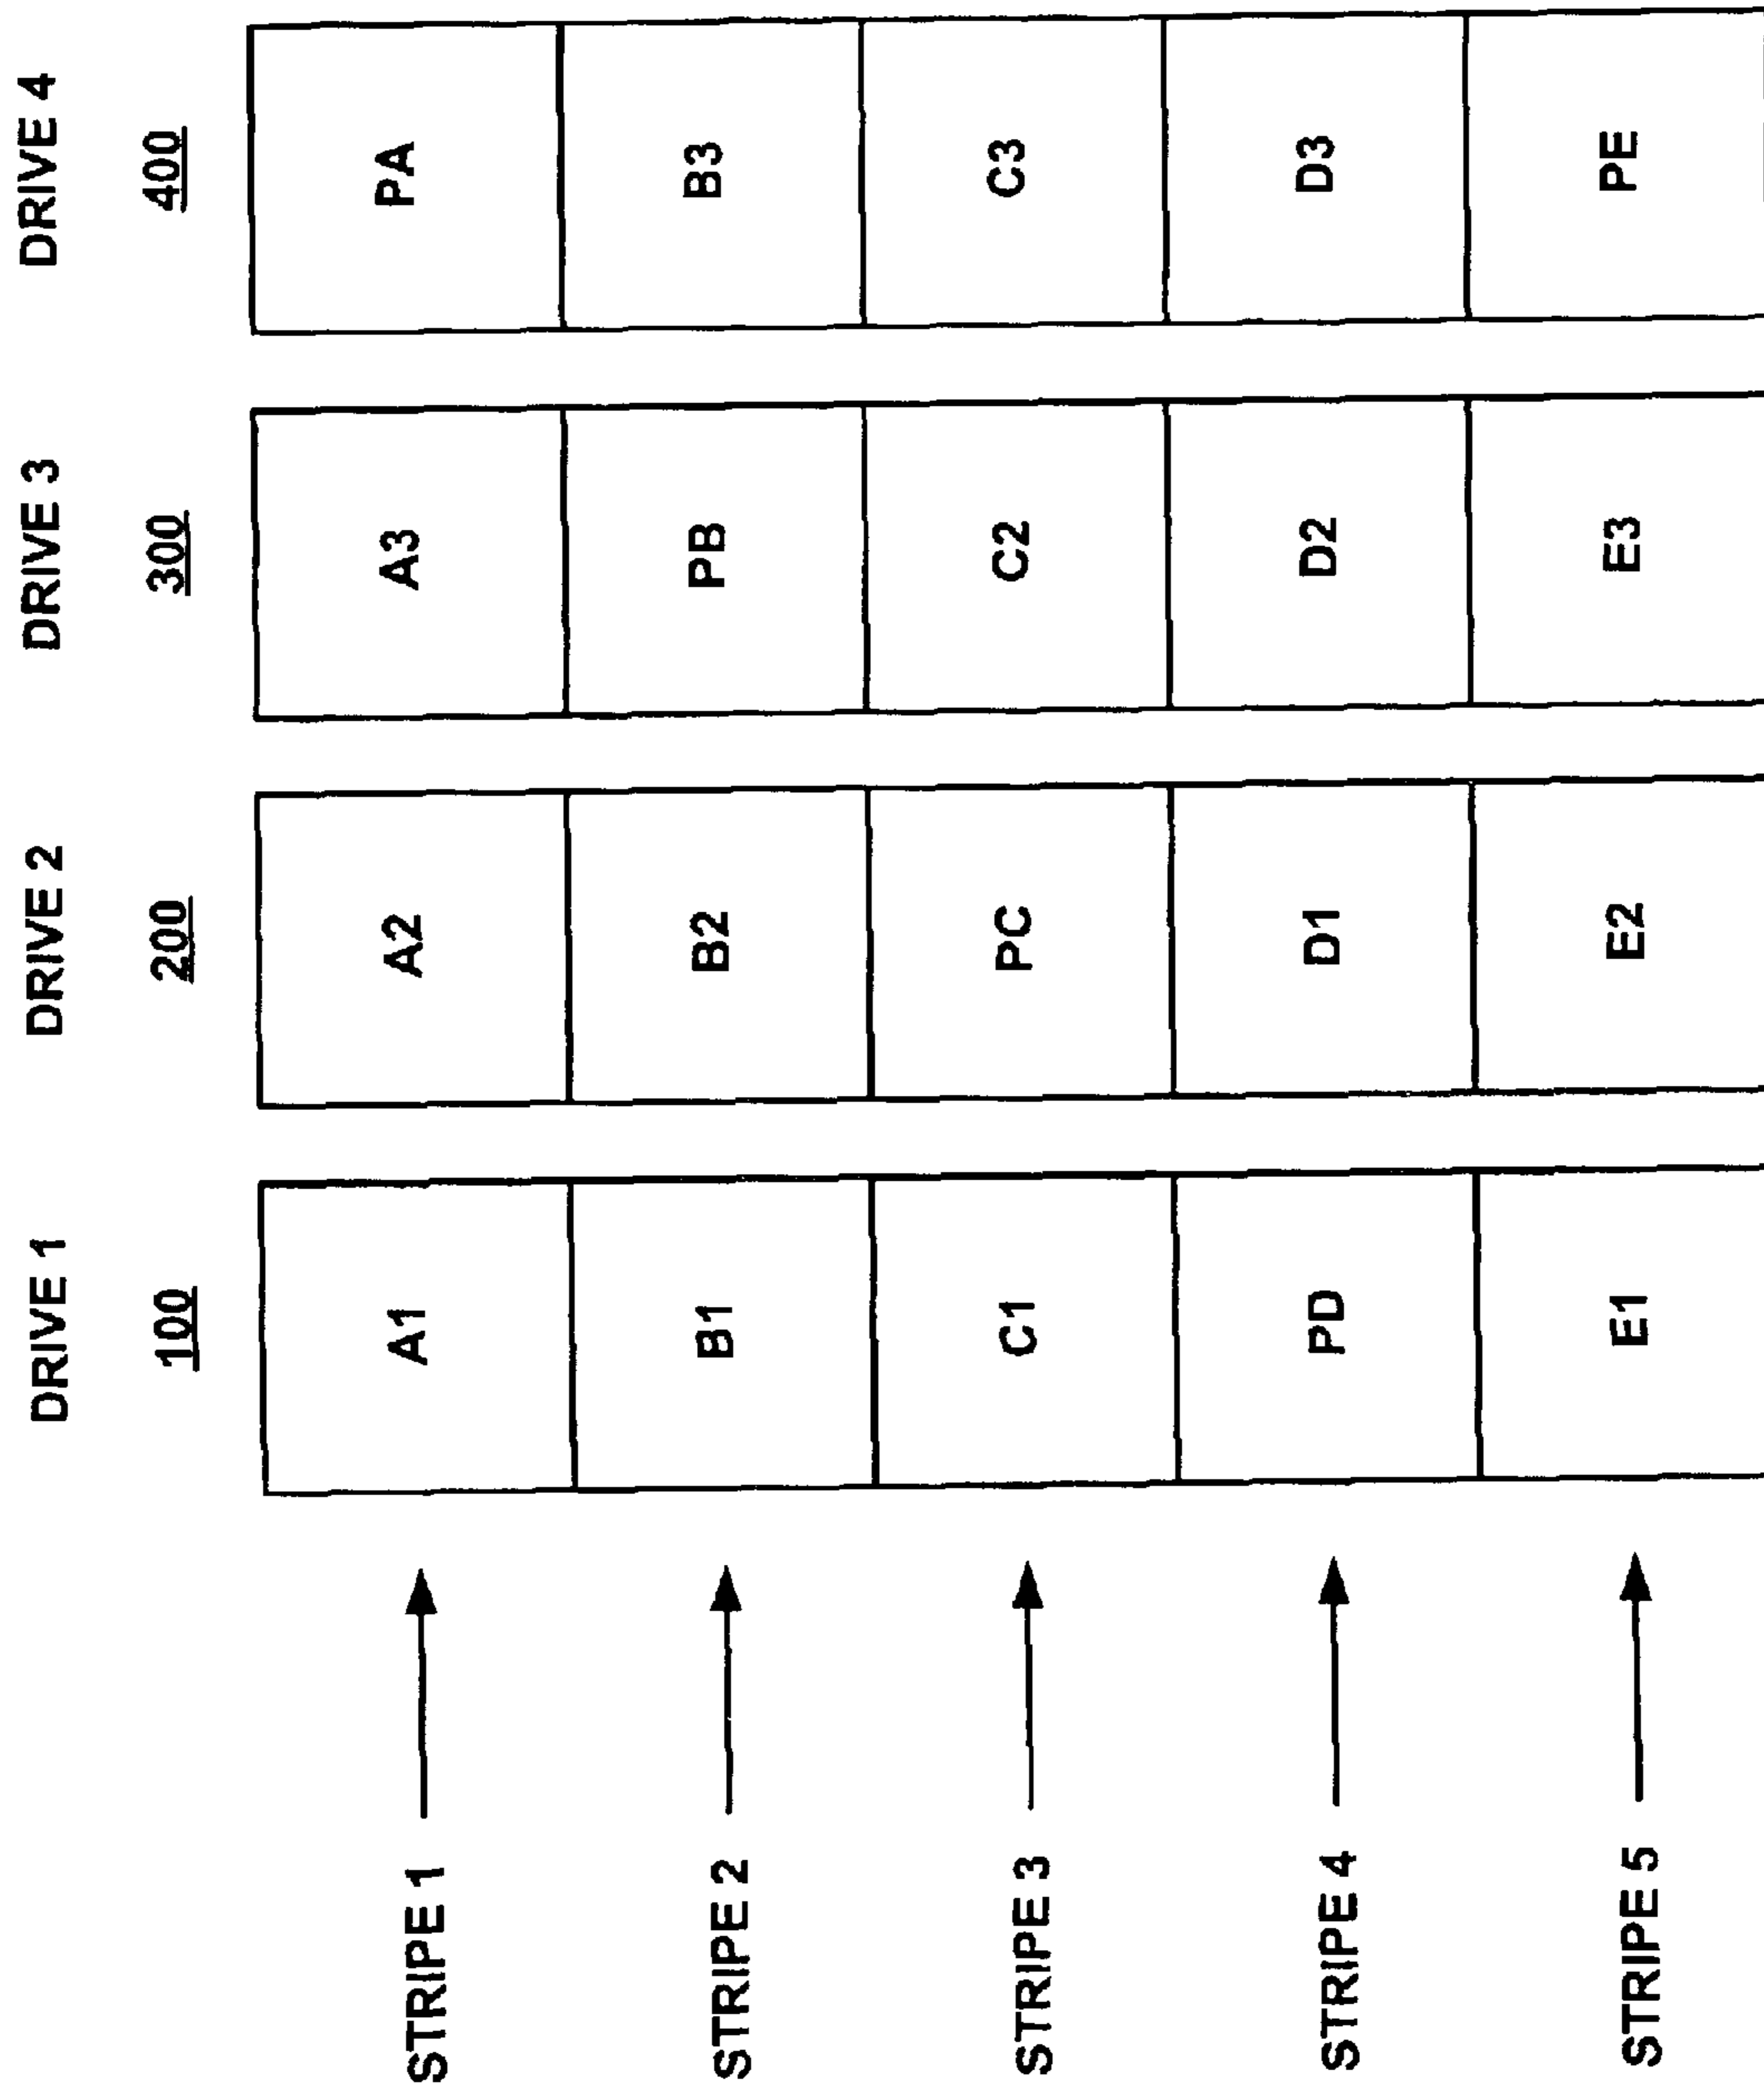 DRIVE 1 DRIVE 2 DRIVE 3 DRIVE 4
100 200 300 400
STRIPE 1 A1 A2 A3 PA
STRIPE 2 B1 B2 PB B3
STRIPE 3 C1 PC C2 C3
STRIPE 4 PD D1 D2 D3
STRIPE 5 E1 E2 E3 PE